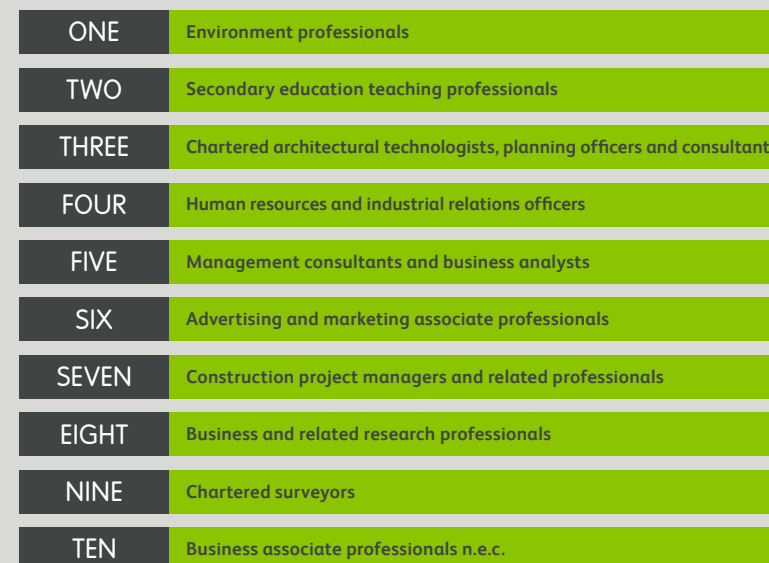 ONE Environment professionals
TWO Secondary education teaching professionals
THREE Chartered architectural technologists, planning officers and consultant
FOUR Human resources and industrial relations officers
FIVE Management consultants and business analysts
SIX Advertising and marketing associate professionals
SEVEN Construction project managers and related professionals
EIGHT Business and related research professionals
NINE Chartered surveyors
TEN Business associate professionals n.e.c.